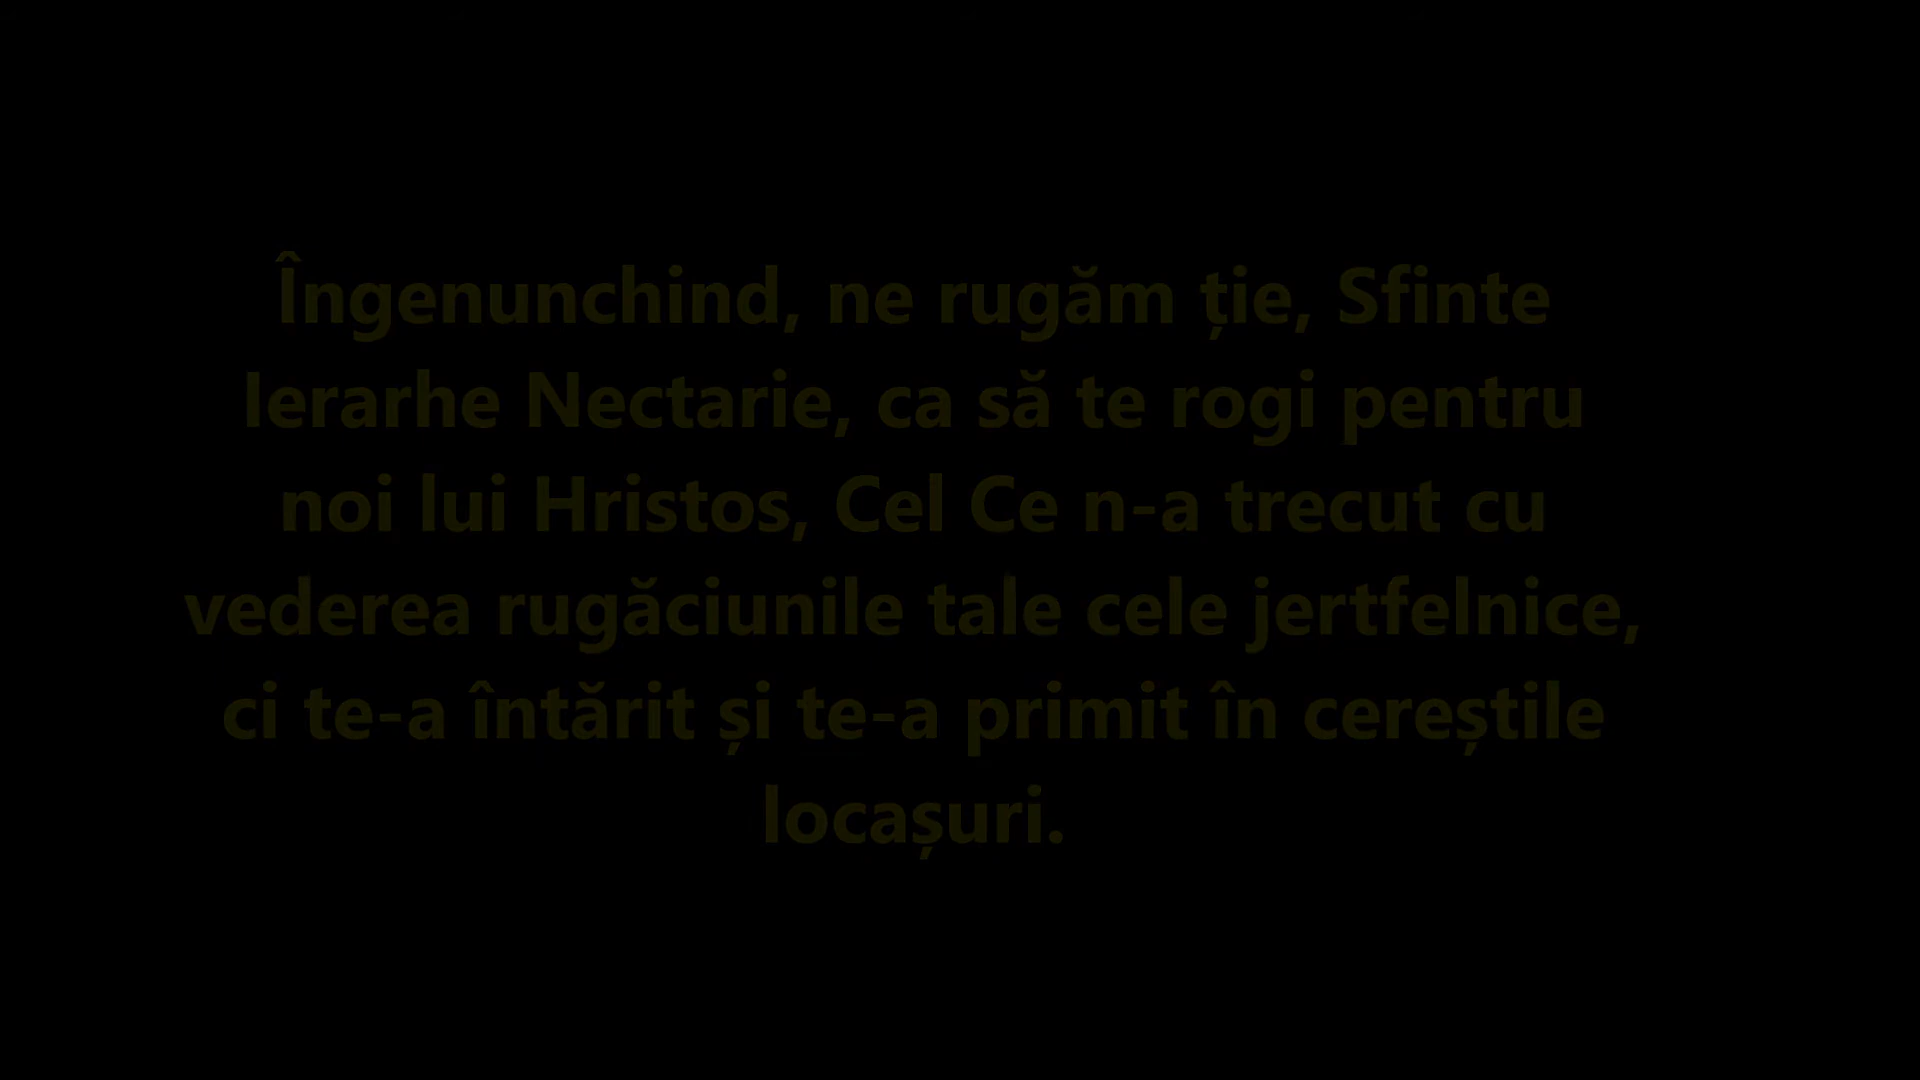 Îngenunchind, ne rugăm ție, Sfinte
Ierarhe Nectarie, ca să te rogi pentru
noi lui Hristos, Cel Ce n-a trecut cu
vederea rugăciunile tale cele jertfelnice,
ci te-a întărit și te-a primit în cereștile
locașuri.